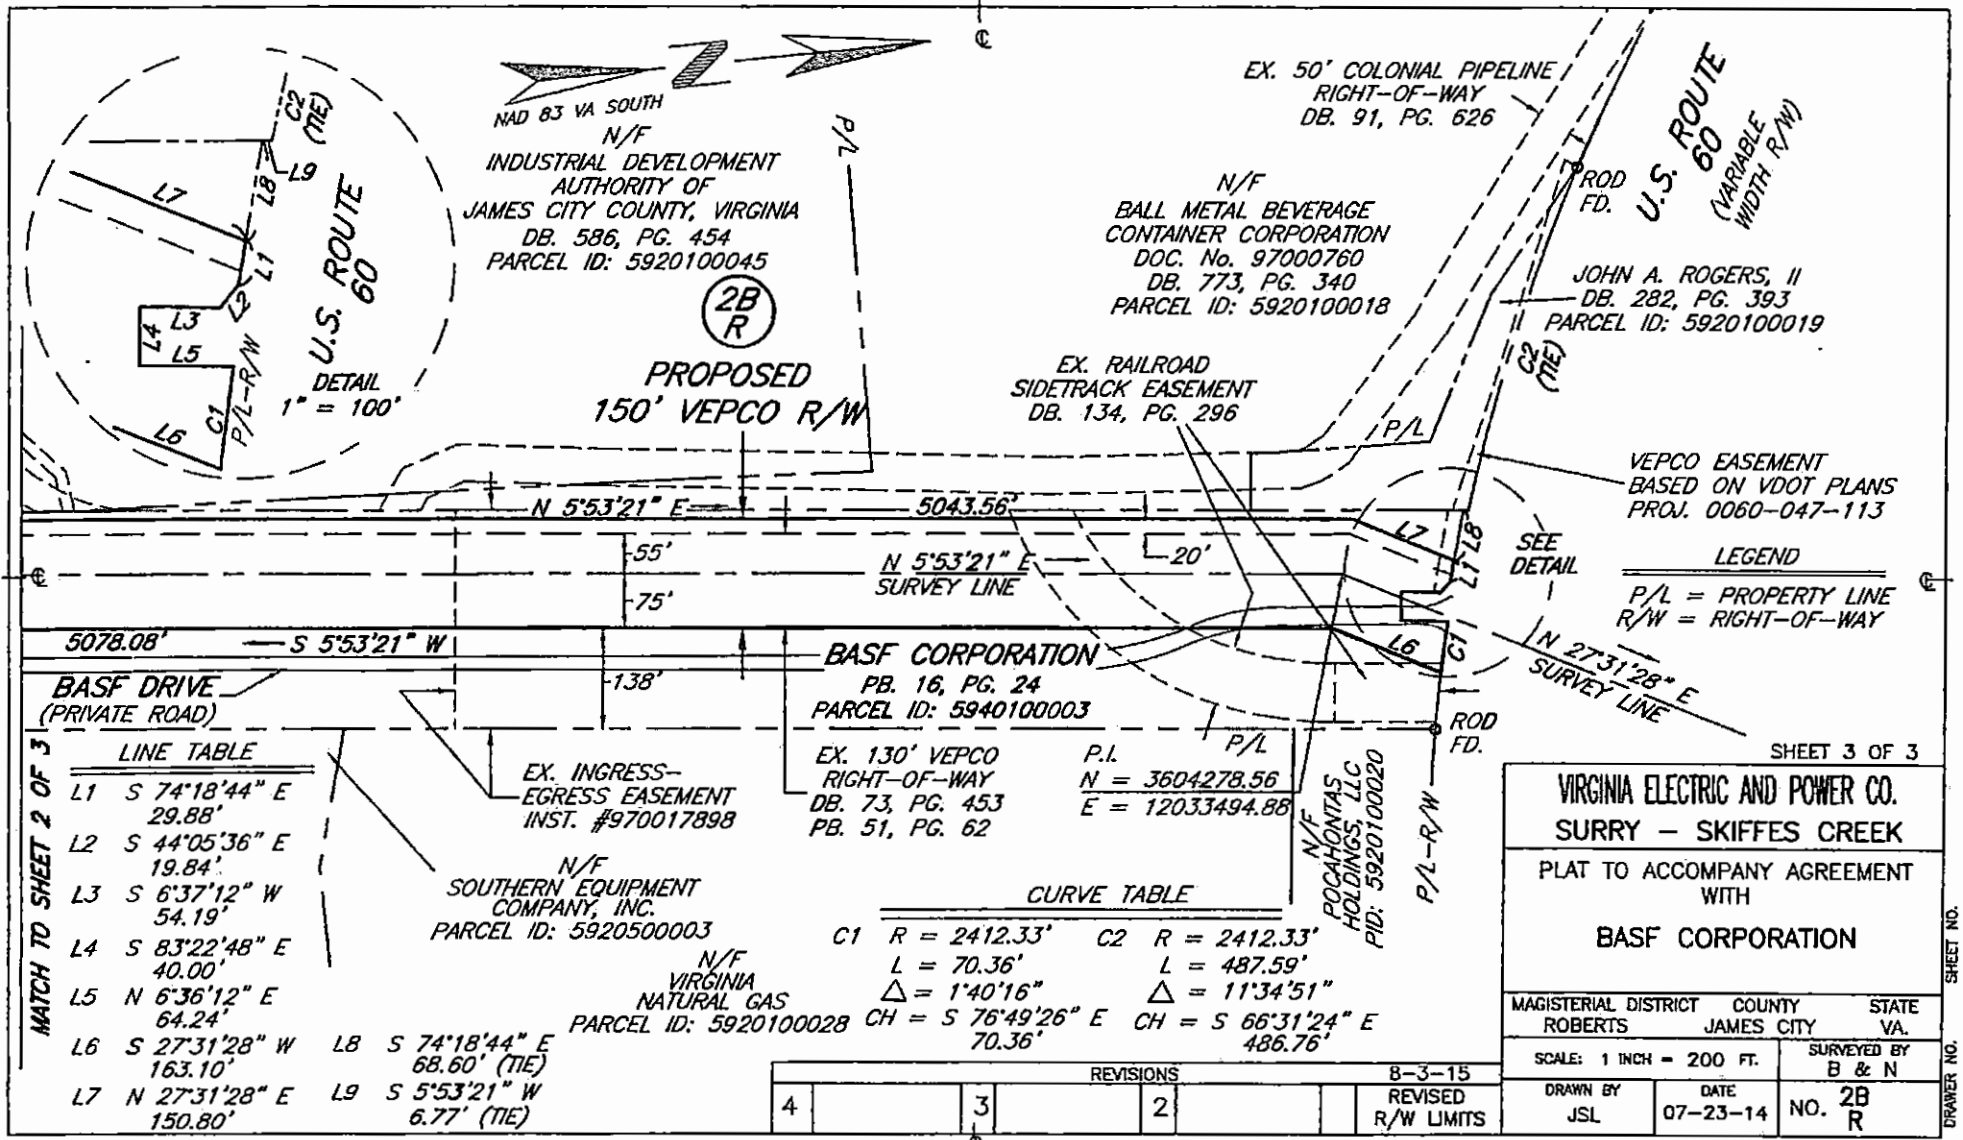 ℄
NAD 83 VA SOUTH
N/F
INDUSTRIAL DEVELOPMENT
AUTHORITY OF
JAMES CITY COUNTY, VIRGINIA
DB. 586, PG. 454
PARCEL ID: 5920100045
P/L
2B
R
PROPOSED
150' VEPCO R/W
C2
(TIE)
L9
L8
L7
L1
L2
L3
L4
L5
C1
L6
P/L-R/W
U.S. ROUTE
60
DETAIL
1" = 100'
EX. 50' COLONIAL PIPELINE
RIGHT-OF-WAY
DB. 91, PG. 626
U.S. ROUTE
60
(VARIABLE
WIDTH R/W)
ROD
FD.
N/F
BALL METAL BEVERAGE
CONTAINER CORPORATION
DOC. No. 97000760
DB. 773, PG. 340
PARCEL ID: 5920100018
JOHN A. ROGERS, II
DB. 282, PG. 393
PARCEL ID: 5920100019
C2
(TIE)
EX. RAILROAD
SIDETRACK EASEMENT
DB. 134, PG. 296
P/L
VEPCO EASEMENT
BASED ON VDOT PLANS
PROJ. 0060-047-113
N 5°53'21" E
5043.56'
L7
L8
L1
SEE
DETAIL
LEGEND
P/L = PROPERTY LINE
R/W = RIGHT-OF-WAY
55'
N 5°53'21" E
SURVEY LINE
20'
℄
℄
75'
5078.08'
S 5°53'21" W
BASF CORPORATION
PB. 16, PG. 24
PARCEL ID: 5940100003
L6
C1
N 27°31'28" E
SURVEY LINE
138'
BASF DRIVE
(PRIVATE ROAD)
ROD
FD.
P/L
MATCH TO SHEET 2 OF 3
LINE TABLE
L1 S 74°18'44" E
29.88'
L2 S 44°05'36" E
19.84'
L3 S 6°37'12" W
54.19'
L4 S 83°22'48" E
40.00'
L5 N 6°36'12" E
64.24'
L6 S 27°31'28" W
163.10'
L7 N 27°31'28" E
150.80'
L8 S 74°18'44" E
68.60' (TIE)
L9 S 5°53'21" W
6.77' (TIE)
EX. INGRESS-
EGRESS EASEMENT
INST. #970017898
EX. 130' VEPCO
RIGHT-OF-WAY
DB. 73, PG. 453
PB. 51, PG. 62
P.I.
N = 3604278.56
E = 12033494.88
N/F
POCAHONTAS
HOLDINGS, LLC
PID: 5920100020
P/L-R/W
N/F
SOUTHERN EQUIPMENT
COMPANY, INC.
PARCEL ID: 5920500003
N/F
VIRGINIA
NATURAL GAS
PARCEL ID: 5920100028
CURVE TABLE
C1 R = 2412.33'
L = 70.36'
△ = 1°40'16"
CH = S 76°49'26" E
70.36'
C2 R = 2412.33'
L = 487.59'
△ = 11°34'51"
CH = S 66°31'24" E
486.76'
SHEET 3 OF 3
VIRGINIA ELECTRIC AND POWER CO.
SURRY - SKIFFES CREEK
PLAT TO ACCOMPANY AGREEMENT
WITH
BASF CORPORATION
MAGISTERIAL DISTRICT COUNTY STATE
ROBERTS JAMES CITY VA.
SCALE: 1 INCH = 200 FT.
SURVEYED BY
B & N
DRAWN BY
JSL
DATE
07-23-14
NO. 2B
R
REVISIONS
8-3-15
4
3
2
REVISED
R/W LIMITS
SHEET NO.
DRAWER NO.